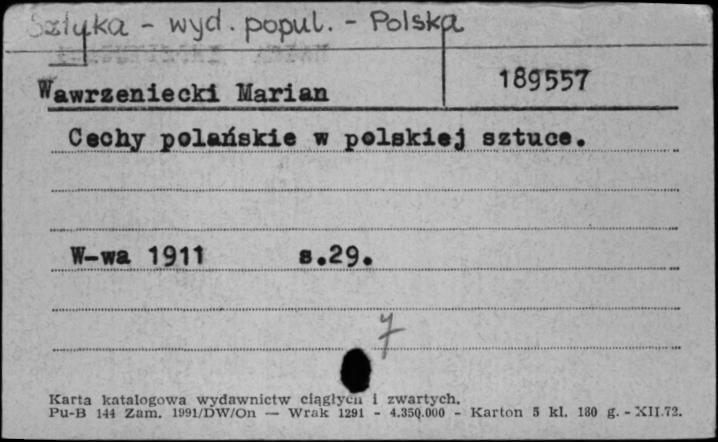 Sztuka - wyd. popul. - Polska
Wawrzeniecki Marian
189557
Cechy polańskie w polskiej sztuce.
W-wa 1911 s.29.
7
Karta katalogowa wydawnictw ciągłych i zwartych.
Pu-B 144 Zam. 1991/DW/On — Wrak 1291 - 4.350.000 - Karton 5 kl. 180 g. - XII.72.